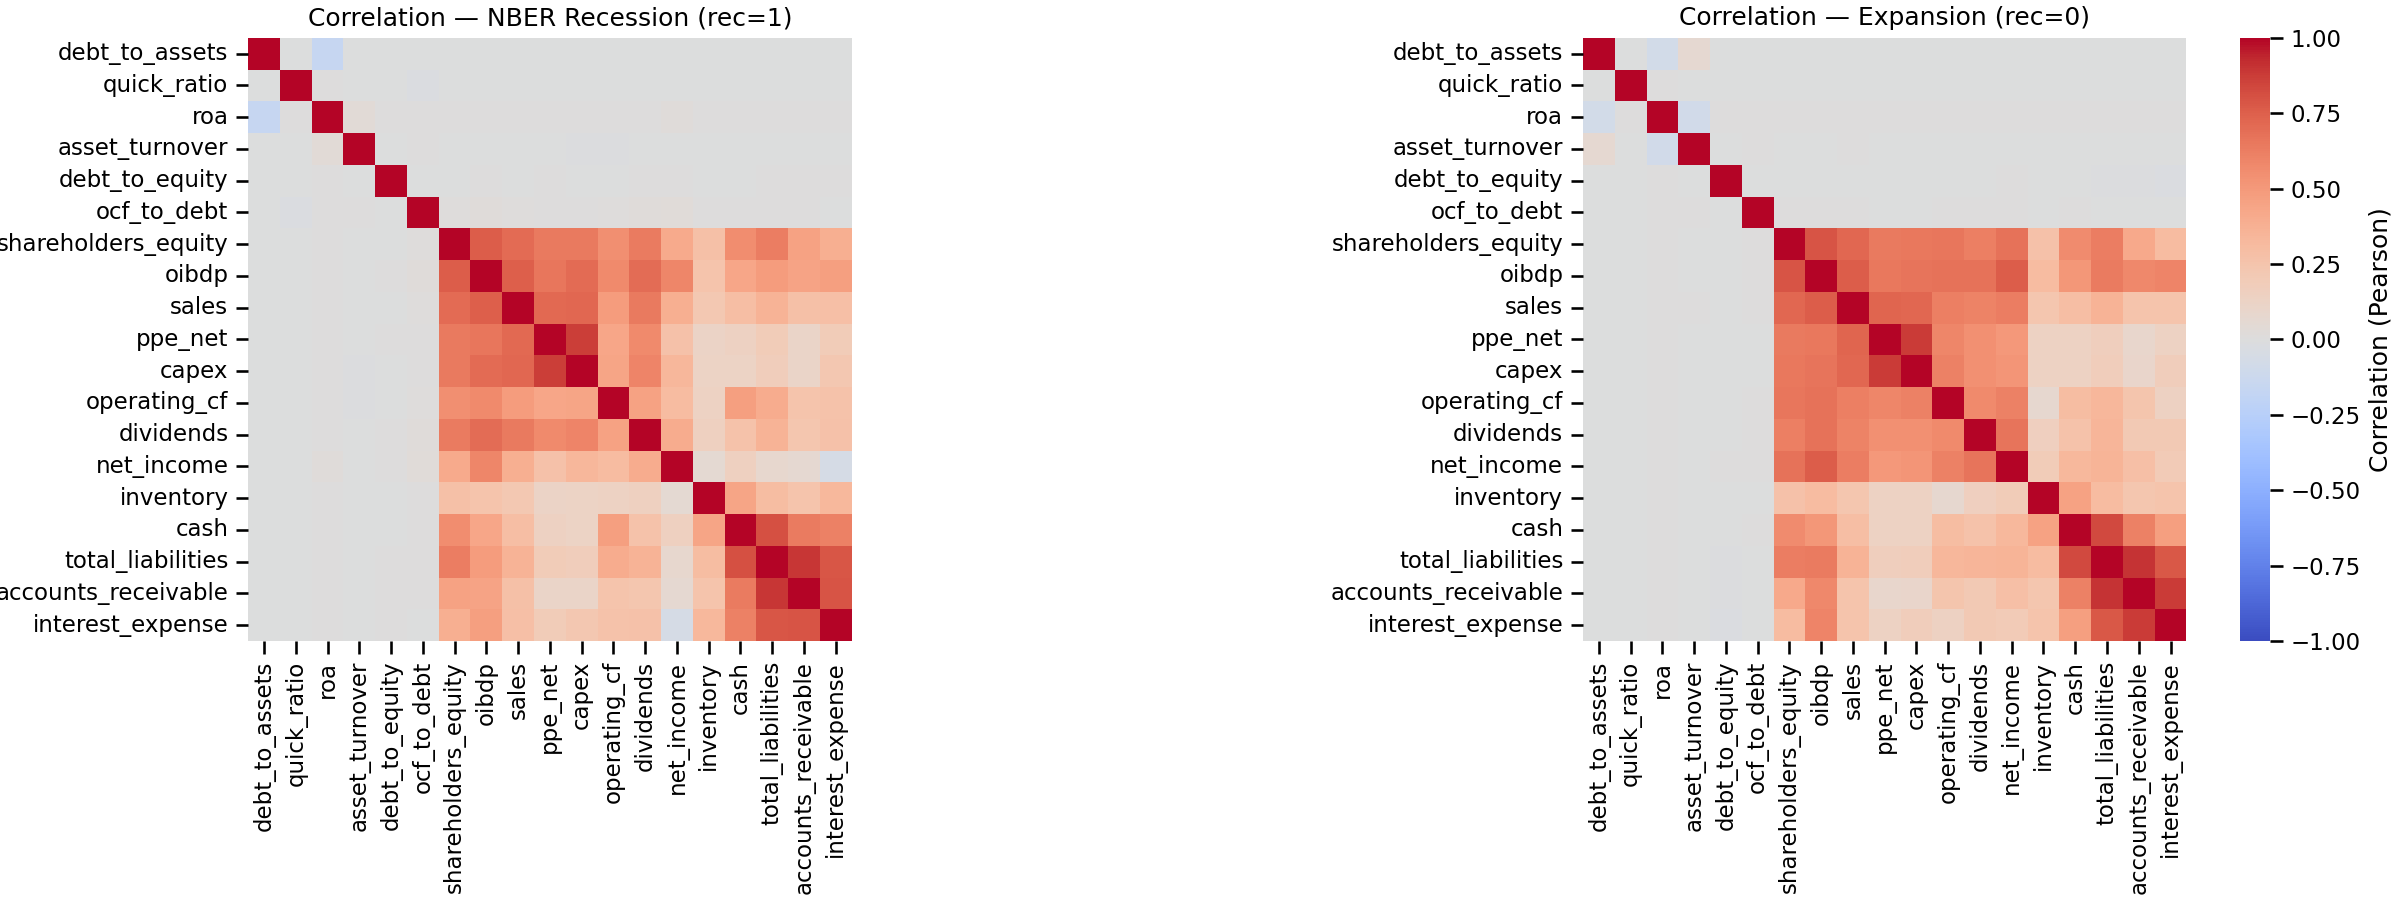 Correlation — NBER Recession (rec=1)
debt_to_assets
quick_ratio
roa
asset_turnover
debt_to_equity
ocf_to_debt
shareholders_equity
oibdp
sales
ppe_net
capex
operating_cf
dividends
net_income
inventory
cash
total_liabilities
accounts_receivable
interest_expense
debt_to_assets
quick_ratio
roa
asset_turnover
debt_to_equity
ocf_to_debt
shareholders_equity
oibdp
sales
ppe_net
capex
operating_cf
dividends
net_income
inventory
cash
total_liabilities
accounts_receivable
interest_expense
Correlation — Expansion (rec=0)
debt_to_assets
quick_ratio
roa
asset_turnover
debt_to_equity
ocf_to_debt
shareholders_equity
oibdp
sales
ppe_net
capex
operating_cf
dividends
net_income
inventory
cash
total_liabilities
accounts_receivable
interest_expense
debt_to_assets
quick_ratio
roa
asset_turnover
debt_to_equity
ocf_to_debt
shareholders_equity
oibdp
sales
ppe_net
capex
operating_cf
dividends
net_income
inventory
cash
total_liabilities
accounts_receivable
interest_expense
1.00
0.75
0.50
0.25
0.00
−0.25
−0.50
−0.75
−1.00
Correlation (Pearson)